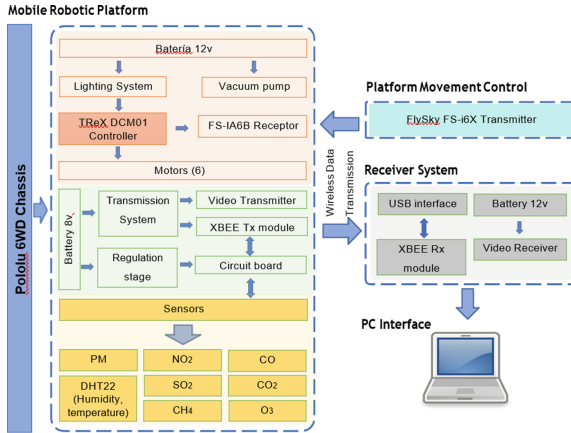 Mobile Robotic Platform
Pololu 6WD Chassis
Batería 12v
Lighting System
Vacuum pump
TReX DCM01
Controller
FS-IA6B Receptor
Motors (6)
Battery 8v,
Transmission
System
Video Transmitter
XBEE Tx module
Regulation
stage
Circuit board
Sensors
PM
NO2
CO
DHT22
(Humidity,
temperature)
SO2
CO2
CH4
O3
Wireless Data
Transmission
Platform Movement Control
FlySky FS-i6X Transmitter
Receiver System
USB interface
Battery 12v
XBEE Rx
module
Video Receiver
PC Interface